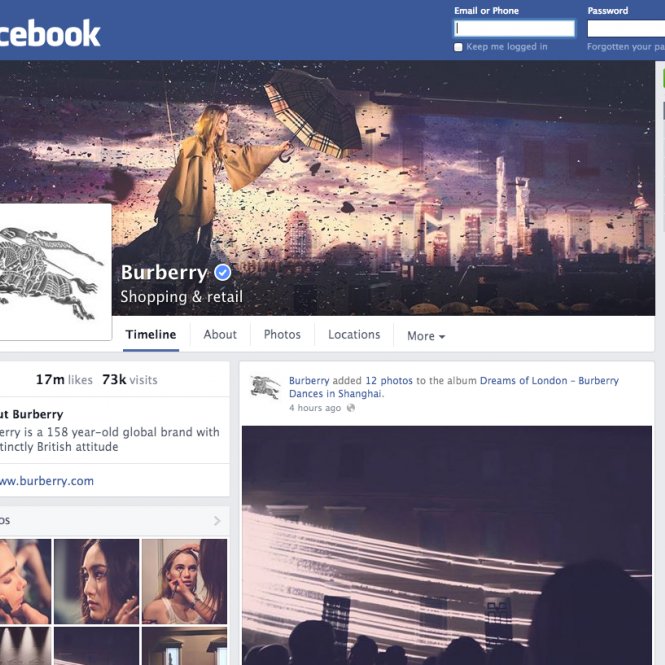 cebook
Email or Phone
Password
Keep me logged in
Forgotten your pa
Burberry
Shopping & retail
Timeline
About
Photos
Locations
More
17m likes 73k visits
ut Burberry
erry is a 158 year-old global brand with
tinctly British attitude
ww.burberry.com
os
Burberry added 12 photos to the album Dreams of London – Burberry
Dances in Shanghai.
4 hours ago